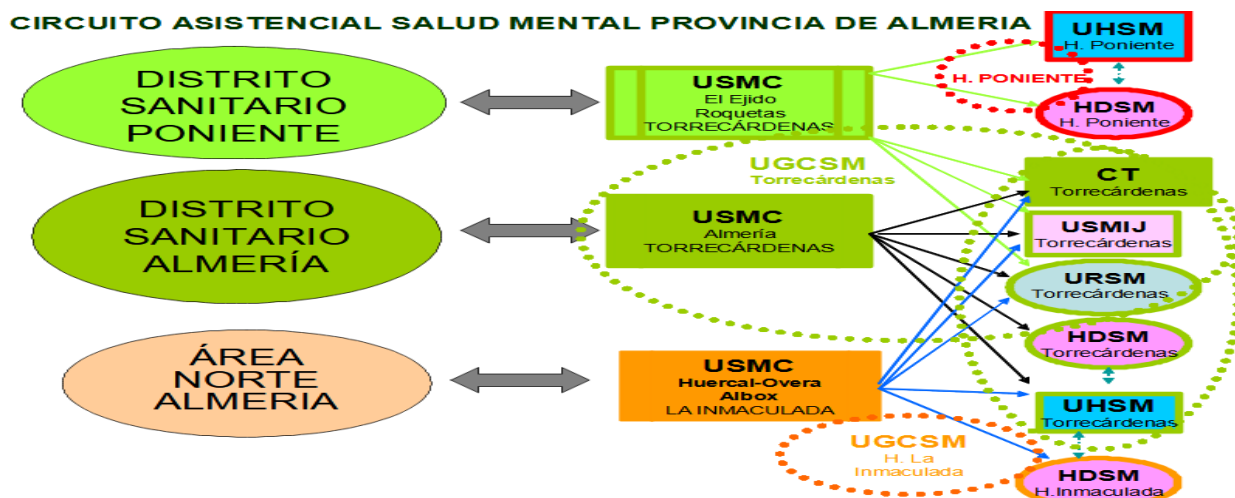 CIRCUITO ASISTENCIAL SALUD MENTAL PROVINCIA DE ALMERIA
DISTRITO
SANITARIO
PONIENTE
USMC
El Ejido
Roquetas
TORRECÁRDENAS
H. PONIENTE
UHSM
H. Poniente
HDSM
H. Poniente
UGCSM
Torrecárdenas
DISTRITO
SANITARIO
ALMERÍA
USMC
Almería
TORRECÁRDENAS
CT
Torrecárdenas
USMIJ
Torrecárdenas
URSM
Torrecárdenas
HDSM
Torrecárdenas
ÁREA
NORTE
ALMERIA
USMC
Huercal-Overa
Albox
LA INMACULADA
UHSM
Torrecárdenas
UGCSM
H. La
Inmaculada
HDSM
H.Inmaculada